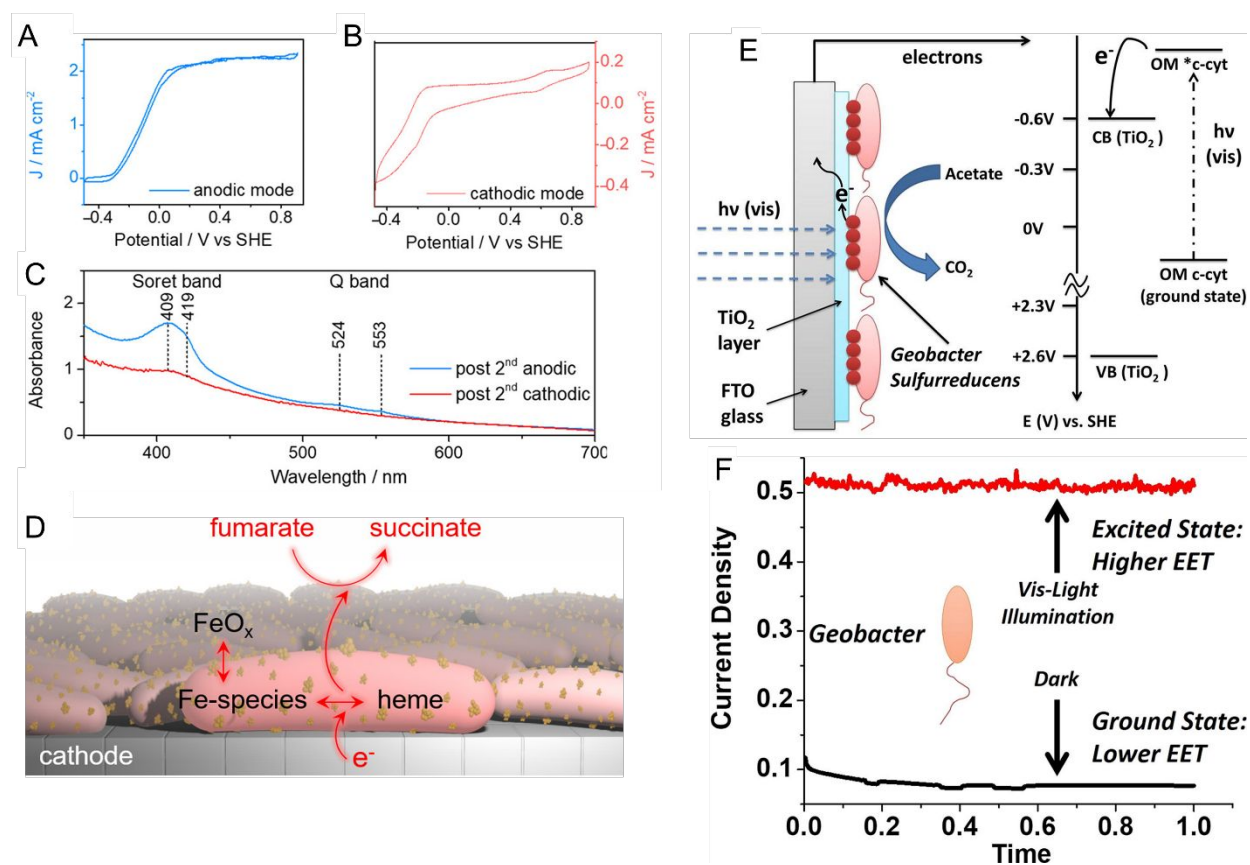 A
J / mA cm-2
2
1
0
anodic mode
-0.4
0.0
0.4
0.8
Potential / V vs SHE
B
0.2
0.0
-0.2
-0.4
J / mA cm-2
cathodic mode
-0.4
0.0
0.4
0.8
Potential / V vs SHE
C
Soret band
Q band
409
419
524
553
Absorbance
2
1
0
post 2nd anodic
post 2nd cathodic
400
500
600
700
Wavelength / nm
D
fumarate
succinate
FeOx
Fe-species
heme
cathode
e-
E
electrons
e-
OM *c-cyt
-0.6V
CB (TiO2)
hν
(vis)
-0.3V
Acetate
e-
hν (vis)
0V
CO2
OM c-cyt
(ground state)
TiO2
layer
+2.3V
Geobacter
Sulfurreducens
+2.6V
VB (TiO2)
FTO
glass
E (V) vs. SHE
F
Current Density
0.5
0.4
0.3
0.2
0.1
Excited State:
Higher EET
Vis-Light
Illumination
Geobacter
Dark
Ground State:
Lower EET
0.0
0.2
0.4
0.6
0.8
1.0
Time